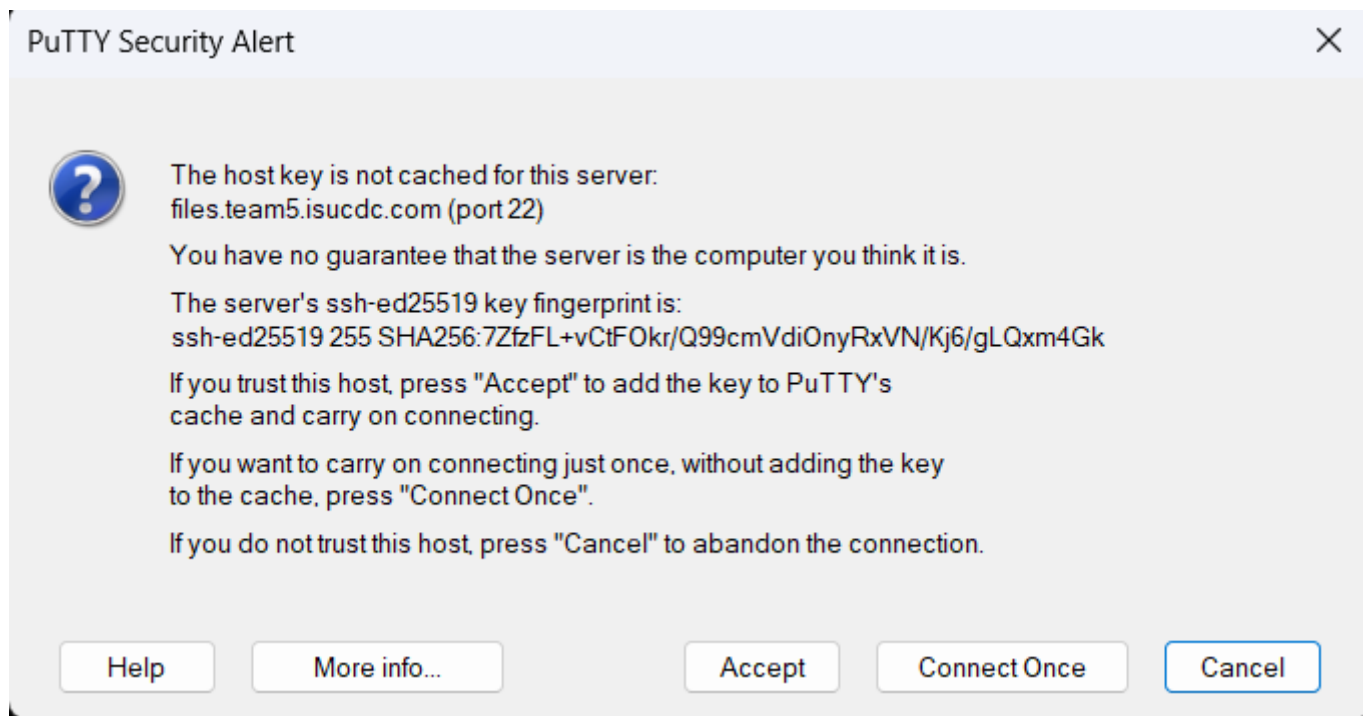 PuTTY Security Alert
The host key is not cached for this server:
files.team5.isucdc.com (port 22)
You have no guarantee that the server is the computer you think it is.
The server's ssh-ed25519 key fingerprint is:
ssh-ed25519 255 SHA256:7ZfzFL+vCtFOkr/Q99cmVdiOnyRxVN/Kj6/gLQxm4Gk
If you trust this host, press "Accept" to add the key to PuTTY's
cache and carry on connecting.
If you want to carry on connecting just once, without adding the key
to the cache, press "Connect Once".
If you do not trust this host, press "Cancel" to abandon the connection.
Help More info... Accept Connect Once Cancel